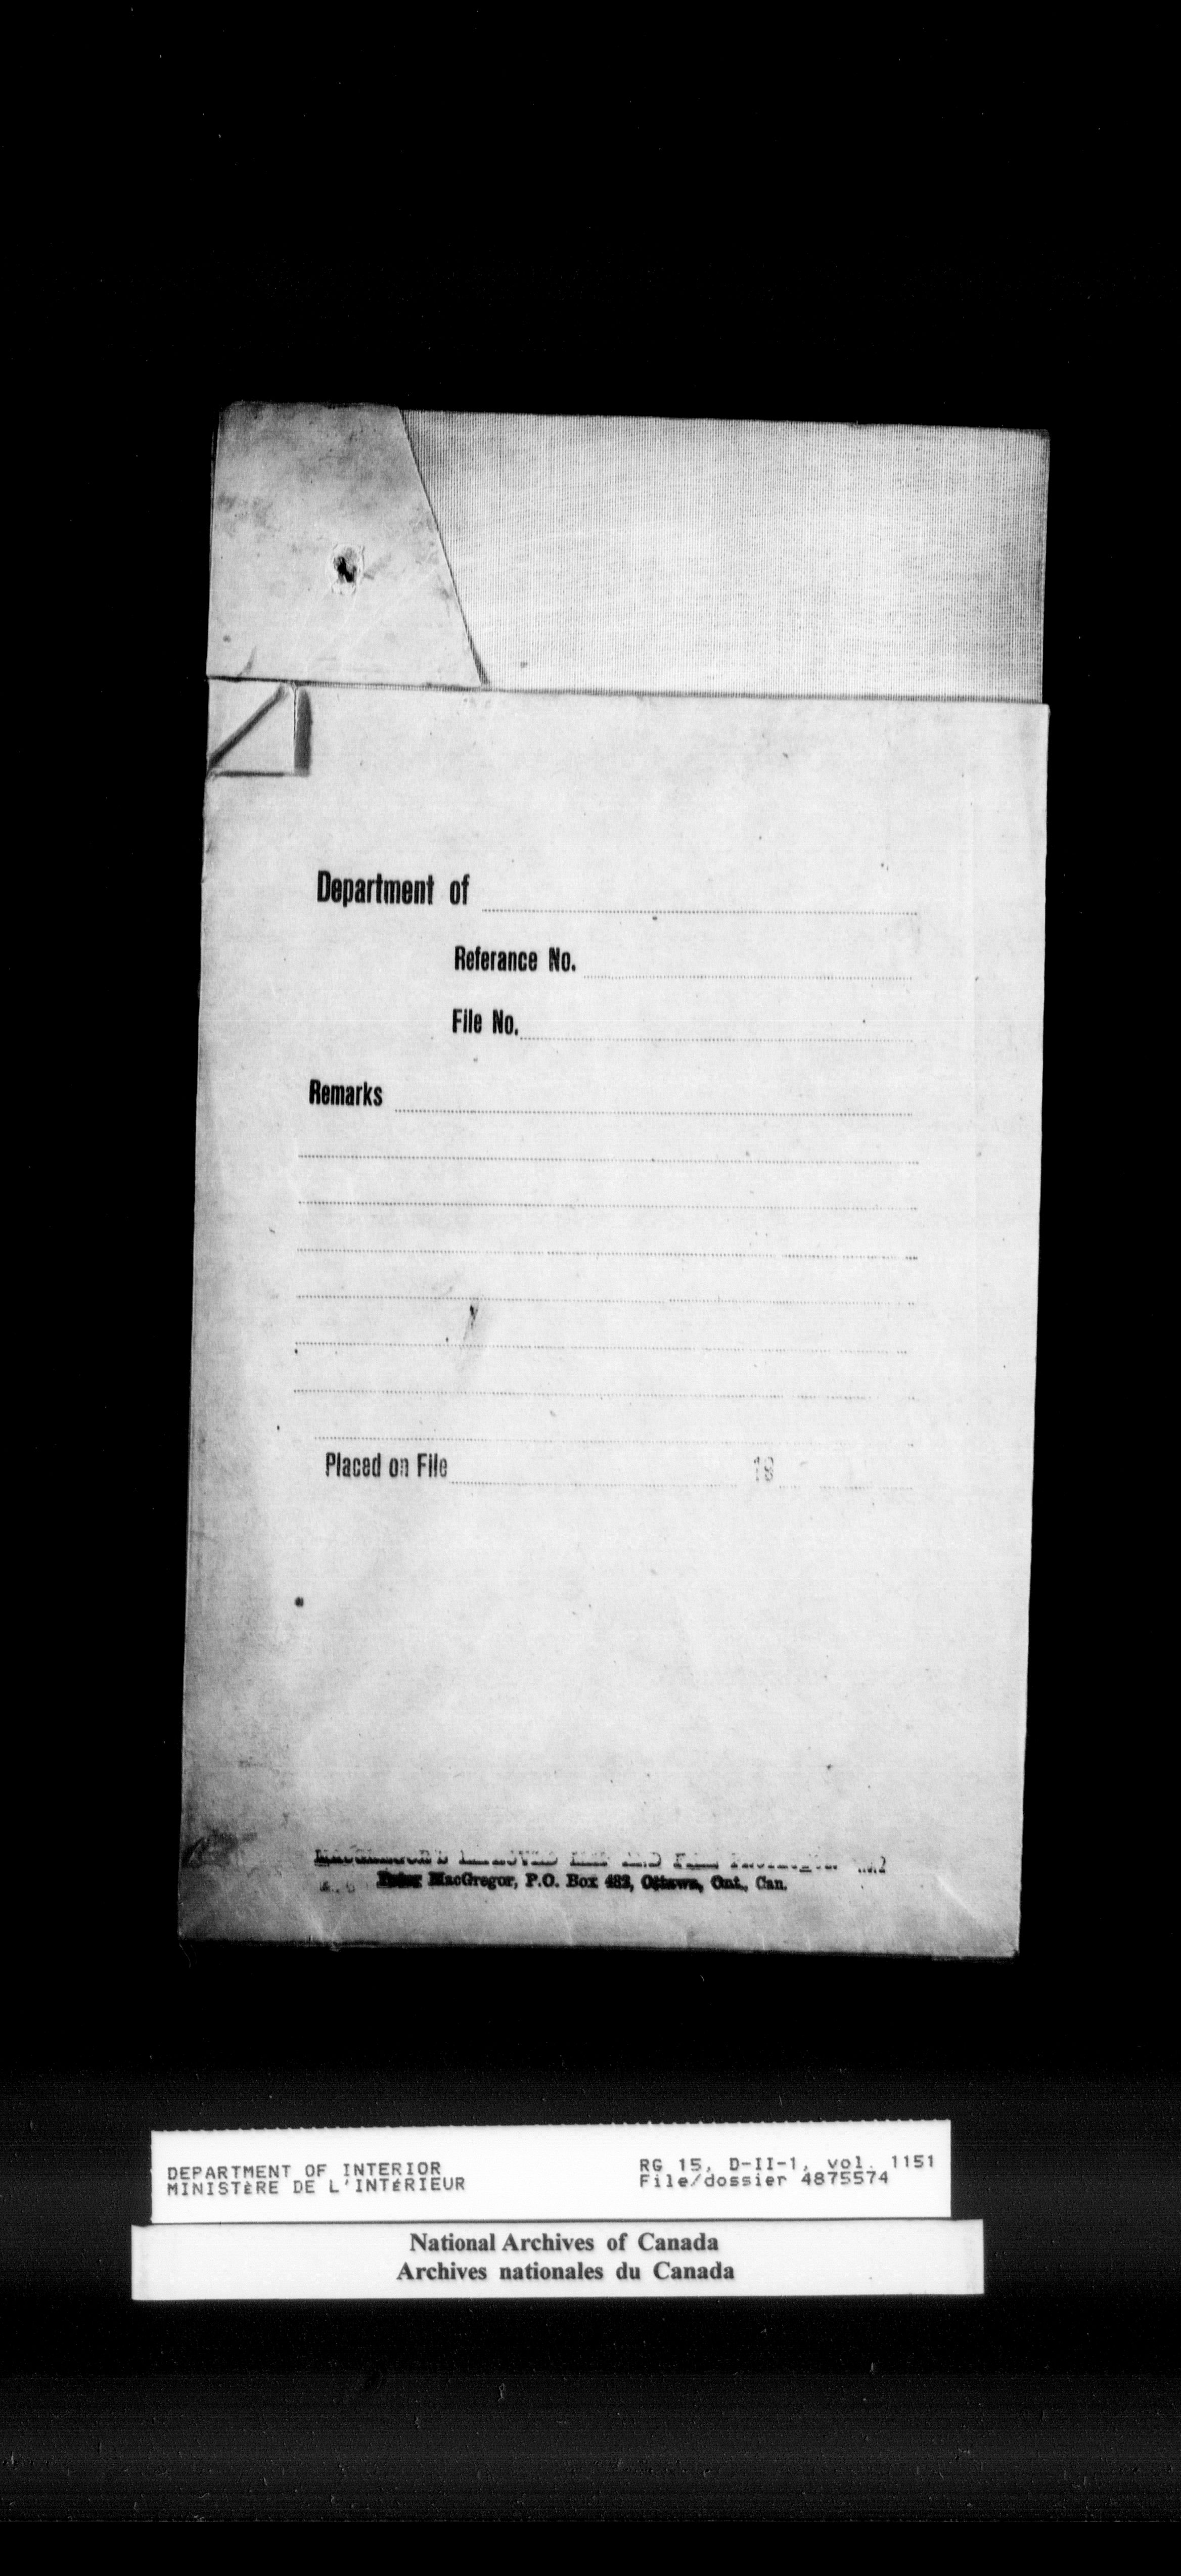 Department of
Referance No.
File No.
Remarks
Placed on File 19
MacGregor, P.O. Box 482, Ottawa, Ont., Can.
DEPARTMENT OF INTERIOR
MINISTÈRE DE L'INTÉRIEUR
RG 15, D-II-1, vol. 1151
File/dossier 4875574
National Archives of Canada
Archives nationales du Canada